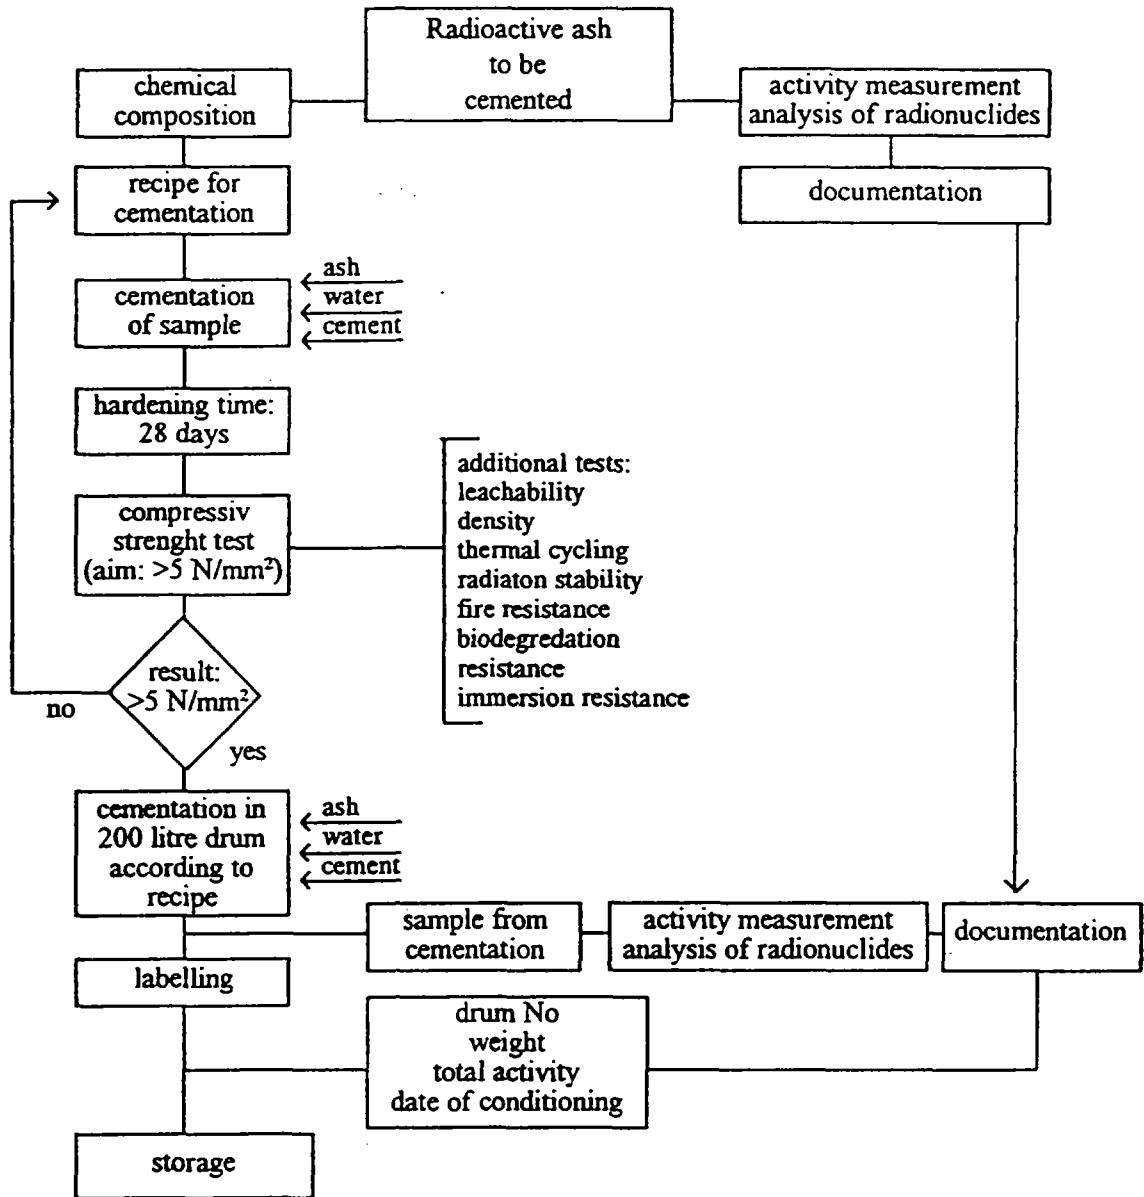 Radioactive ash
to be
cemented
chemical
composition
activity measurement
analysis of radionuclides
recipe for
cementation
documentation
cementation
of sample
ash
water
cement
hardening time:
28 days
compressiv
strenght test
(aim: >5 N/mm²)
additional tests:
leachability
density
thermal cycling
radiaton stability
fire resistance
biodegredation
resistance
immersion resistance
result:
>5 N/mm²
no
yes
cementation in
200 litre drum
according to
recipe
ash
water
cement
sample from
cementation
activity measurement
analysis of radionuclides
documentation
labelling
drum No
weight
total activity
date of conditioning
storage